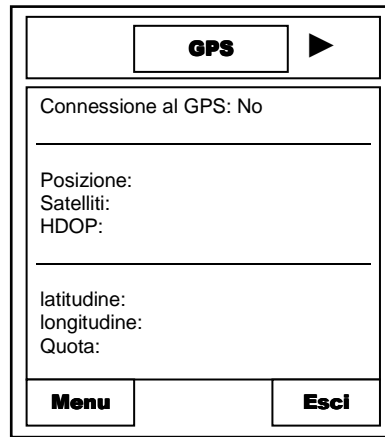 GPS
Connessione al GPS: No
Posizione:
Satelliti:
HDOP:
latitudine:
longitudine:
Quota:
Menu
Esci